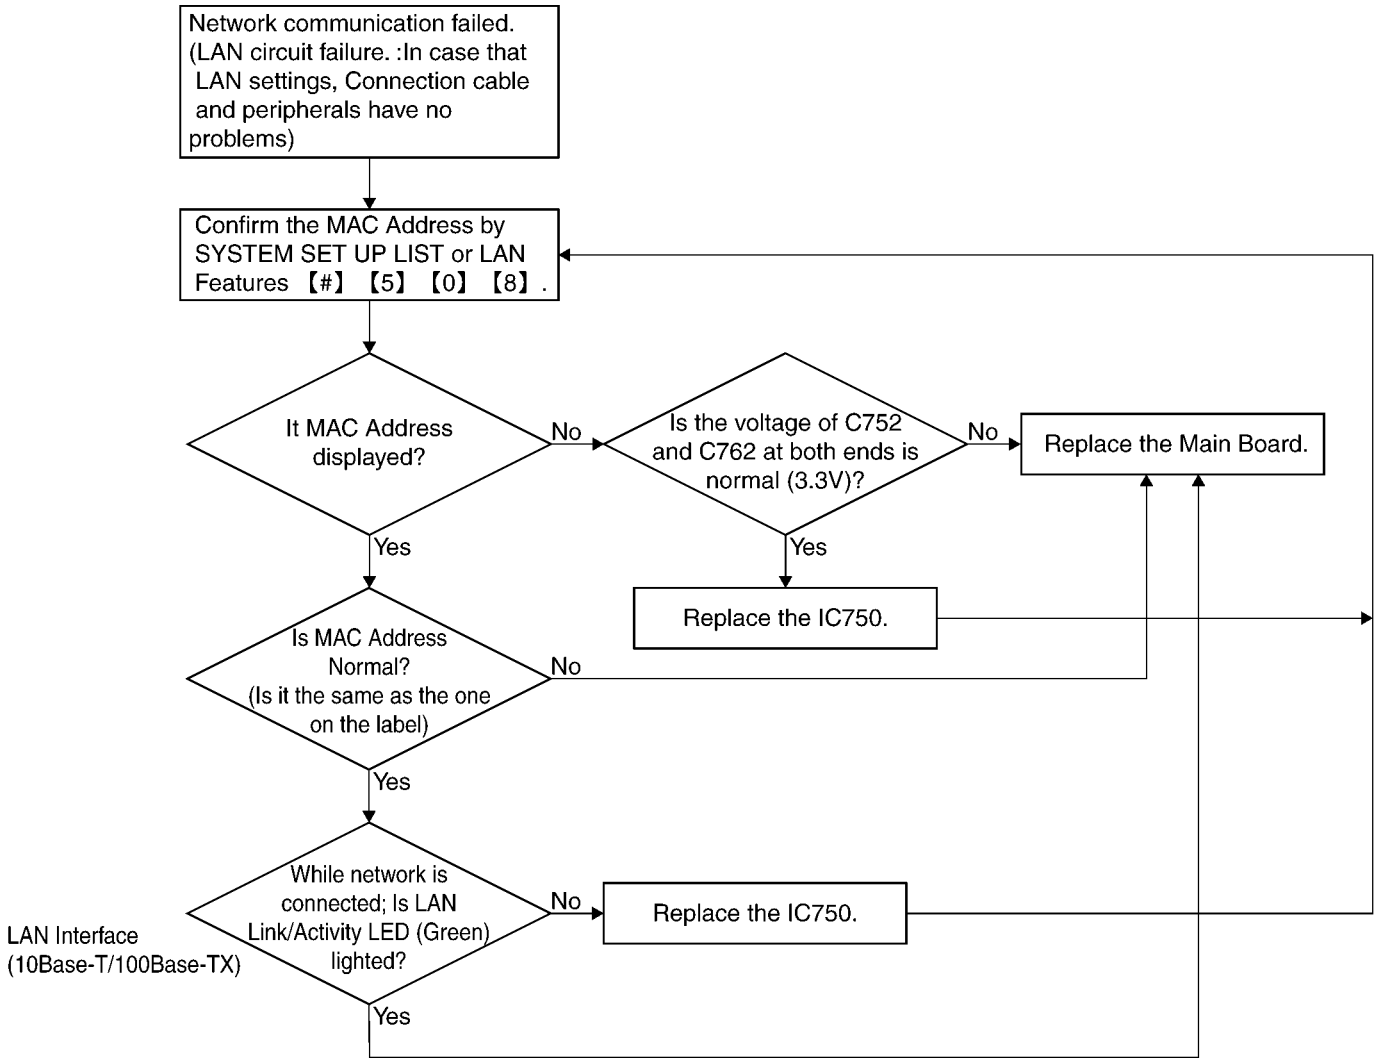 Network communication failed.
(LAN circuit failure. :In case that
LAN settings, Connection cable
and peripherals have no
problems)
Confirm the MAC Address by
SYSTEM SET UP LIST or LAN
Features 【#】 【5】 【0】 【8】 .
It MAC Address
displayed?
No
Is the voltage of C752
and C762 at both ends is
normal (3.3V)?
No
Replace the Main Board.
Yes
Yes
Replace the IC750.
Is MAC Address
Normal?
(Is it the same as the one
on the label)
No
Yes
While network is
connected; Is LAN
Link/Activity LED (Green)
lighted?
No
Replace the IC750.
LAN Interface
(10Base-T/100Base-TX)
Yes